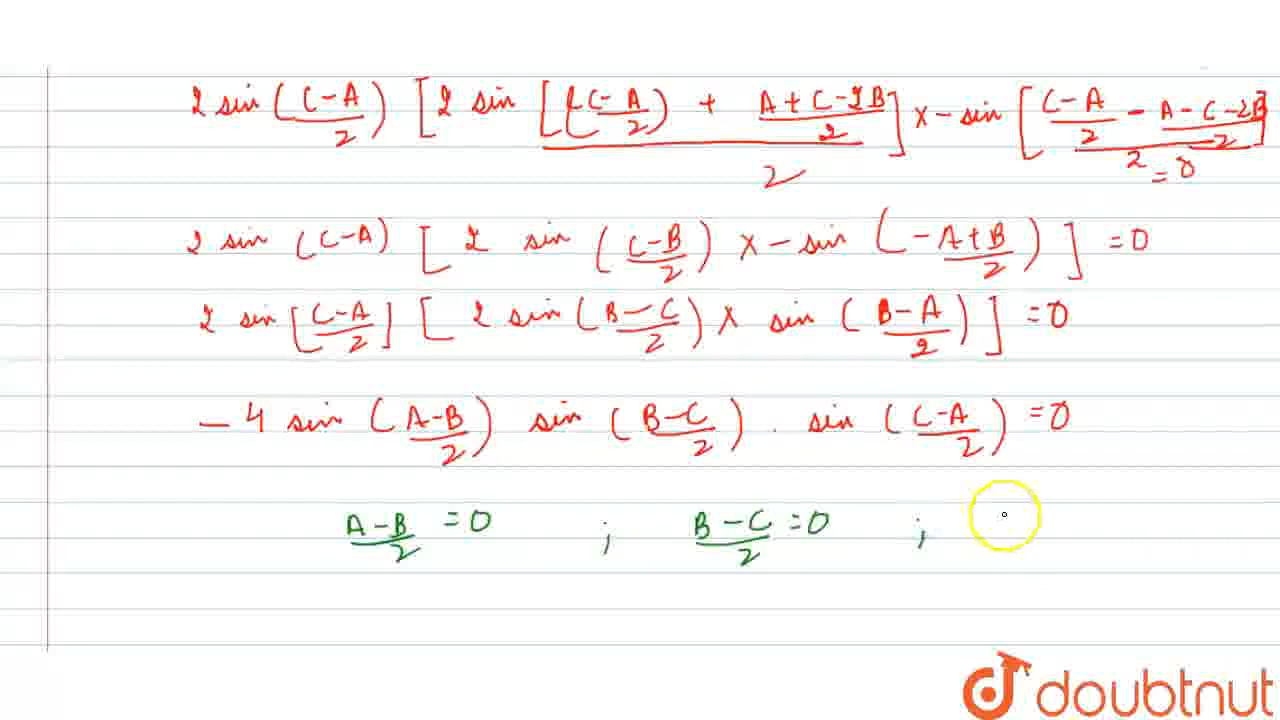 2 sin (C-A/2) [2 sin [((C-A/2) + A+C-2B/2]/2] x - sin [C-A/2 - A-C-2B/2]/2 = 0
2 sin (C-A) [ 2 sin (C-B/2) x - sin (-A+B/2) ] = 0
2 sin [C-A/2] [ 2 sin (B-C/2) x sin (B-A/2) ] = 0
- 4 sin (A-B/2) sin (B-C/2) . sin (C-A/2) = 0
A-B/2 = 0 ; B-C/2 = 0 ;
doubtnut